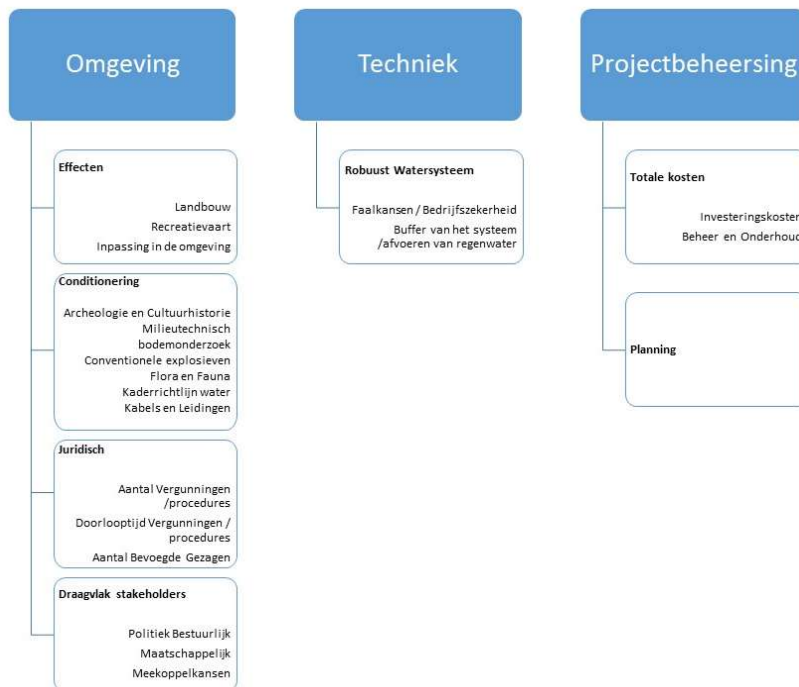 Omgeving
Effecten
Landbouw
Recreatievaart
Inpassing in de omgeving
Conditionering
Archeologie en Cultuurhistorie
Milieutechnisch
bodemonderzoek
Conventionele explosieven
Flora en Fauna
Kaderrichtlijn water
Kabels en Leidingen
Juridisch
Aantal Vergunningen
/procedures
Doorlooptijd Vergunningen /
procedures
Aantal Bevoegde Gezagen
Draagvlak stakeholders
Politiek Bestuurlijk
Maatschappelijk
Meekoppelkansen
Techniek
Robuust Watersysteem
Faalkansen / Bedrijfszekerheid
Buffer van het systeem
/afvoeren van regenwater
Projectbeheersing
Totale kosten
Investeringskosten
Beheer en Onderhoud
Planning